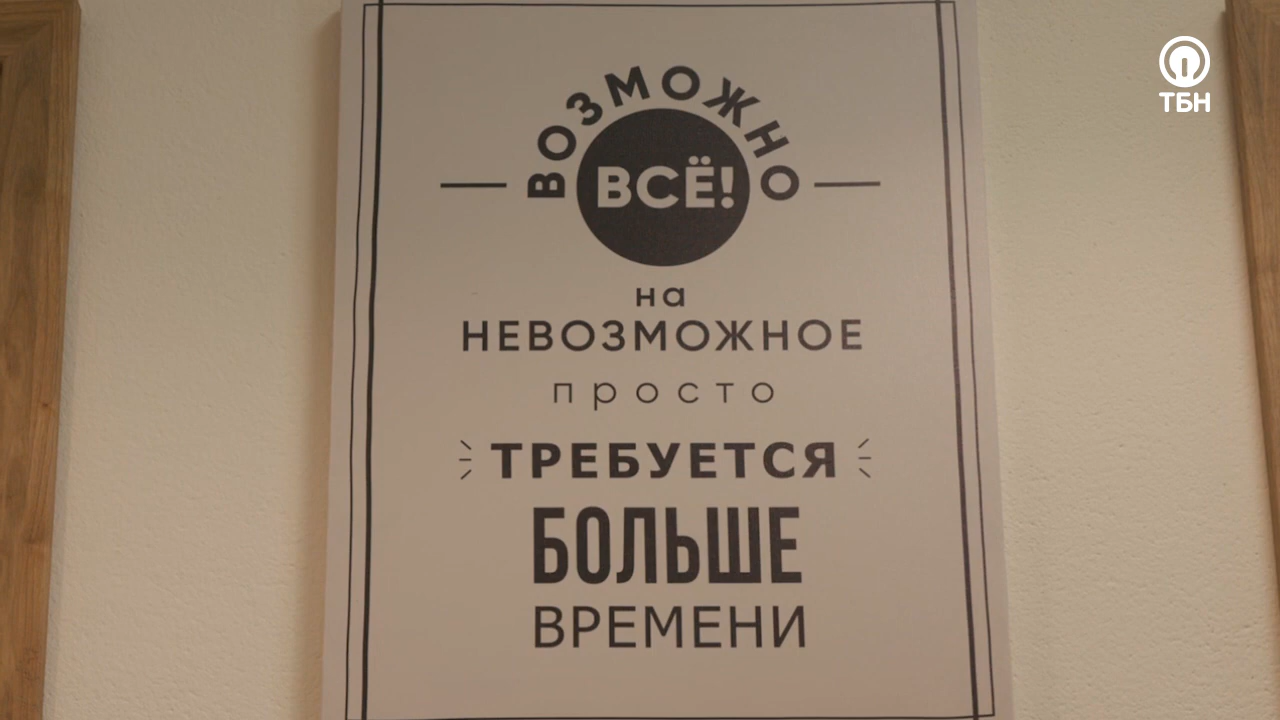 ВОЗМОЖНО
ВСЁ!
на
НЕВОЗМОЖНОЕ
просто
ТРЕБУЕТСЯ
БОЛЬШЕ
ВРЕМЕНИ
ТБН